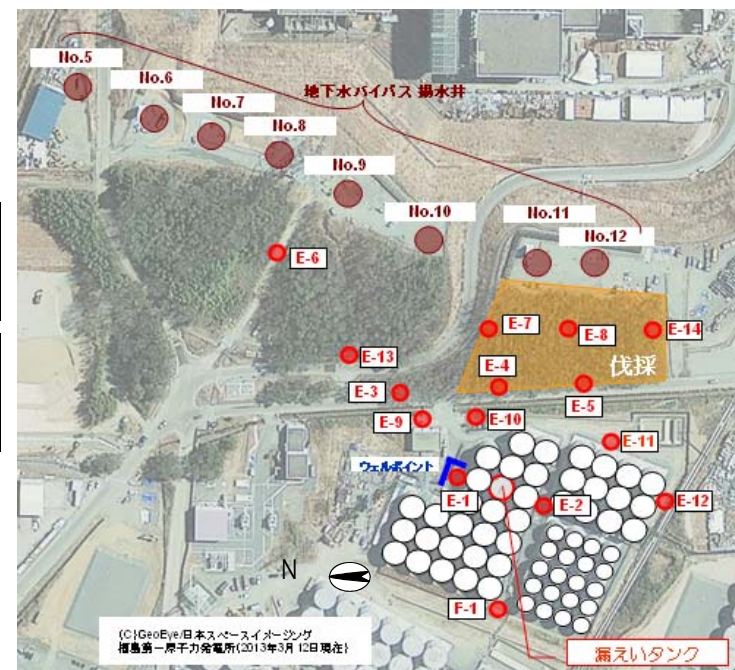 No.5
No.6
No.7
No.8
地下水バイパス 揚水井
No.9
No.10
No.11
No.12
E-6
E-7
E-8
E-14
E-13
E-4
伐採
E-3
E-5
E-9
E-10
E-11
ウェルポイント
E-1
E-2
E-12
N
F-1
(C)GeoEye/日本スペースイメージング
福島第一原子力発電所(2013年3月12日現在)
漏えいタンク